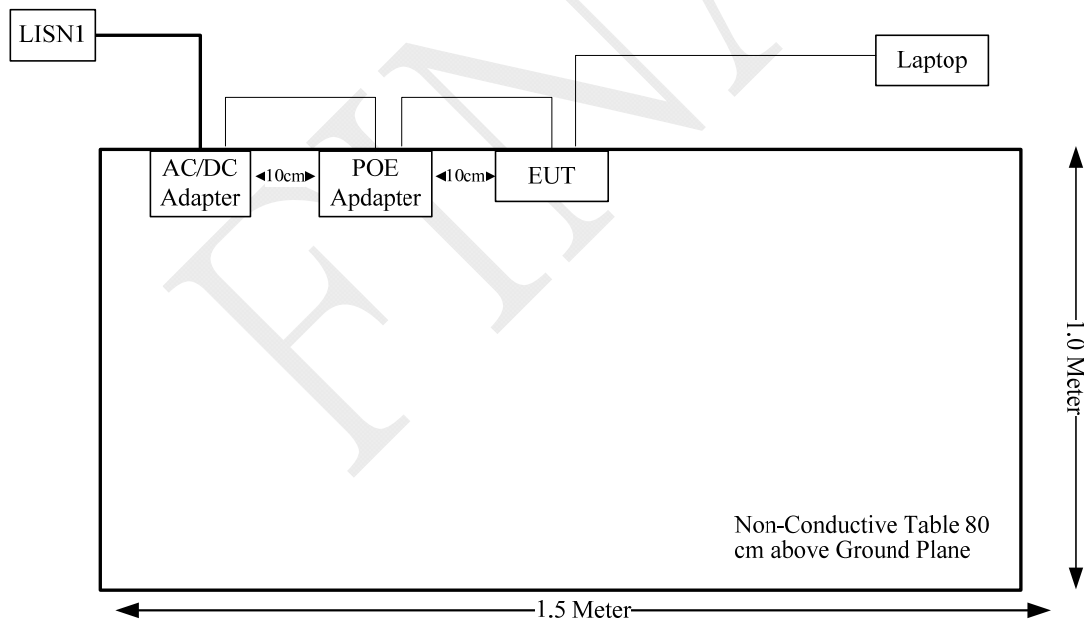 LISN1
Laptop
AC/DC
Adapter
10cm
POE
Apdapter
10cm
EUT
1.0 Meter
Non-Conductive Table 80
cm above Ground Plane
1.5 Meter